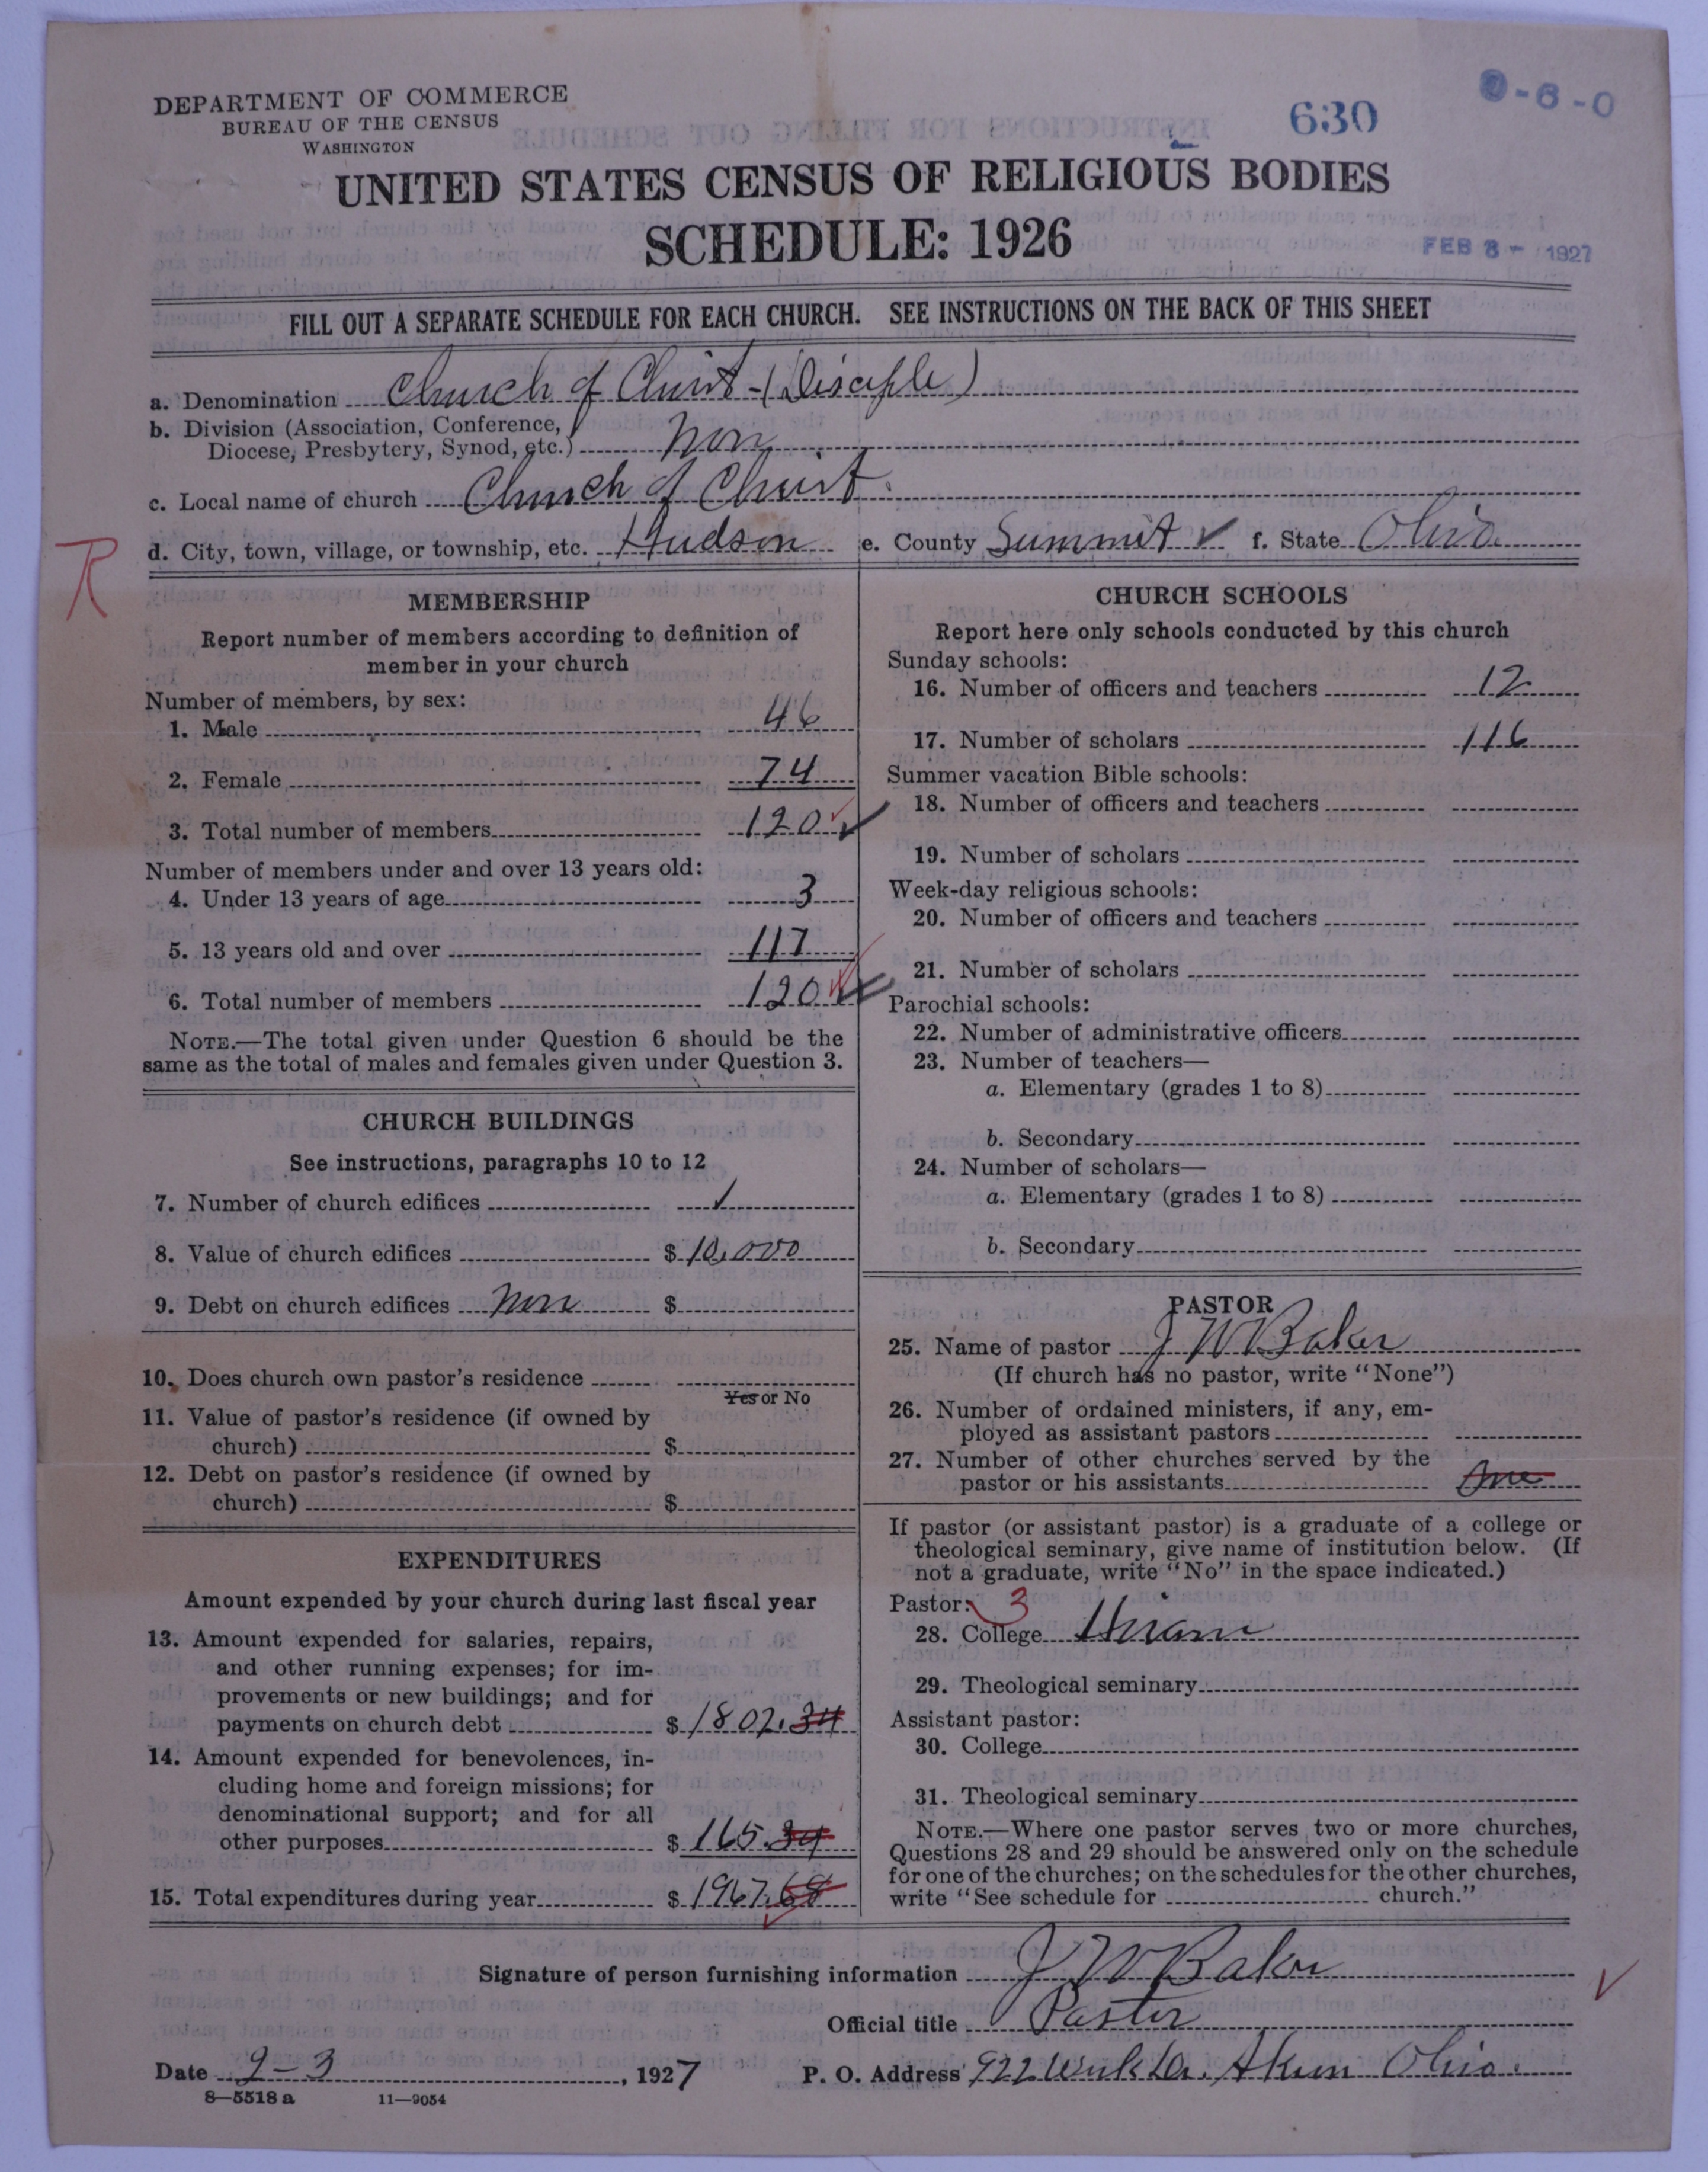 DEPARTMENT OF COMMERCE
BUREAU OF THE CENSUS
WASHINGTON
630
0-6-0
UNITED STATES CENSUS OF RELIGIOUS BODIES
SCHEDULE: 1926
FEB 8 - 1927
FILL OUT A SEPARATE SCHEDULE FOR EACH CHURCH. SEE INSTRUCTIONS ON THE BACK OF THIS SHEET
a. Denomination Church of Christ - (Disciple)
b. Division (Association, Conference,
Diocese, Presbytery, Synod, etc.) Non
c. Local name of church Church of Christ.
d. City, town, village, or township, etc. Hudson e. County Summit ✓ f. State Ohio.
R
MEMBERSHIP
Report number of members according to definition of
member in your church
Number of members, by sex:
1. Male 46
2. Female 74
3. Total number of members 120 ✓
Number of members under and over 13 years old:
4. Under 13 years of age 3
5. 13 years old and over 117
6. Total number of members 120 ✓
NOTE.—The total given under Question 6 should be the
same as the total of males and females given under Question 3.
CHURCH BUILDINGS
See instructions, paragraphs 10 to 12
7. Number of church edifices 1
8. Value of church edifices $ 10,000
9. Debt on church edifices Non $
10. Does church own pastor's residence
Yes or No
11. Value of pastor's residence (if owned by
church) $
12. Debt on pastor's residence (if owned by
church) $
EXPENDITURES
Amount expended by your church during last fiscal year
13. Amount expended for salaries, repairs,
and other running expenses; for im-
provements or new buildings; and for
payments on church debt $ 1802.34
14. Amount expended for benevolences, in-
cluding home and foreign missions; for
denominational support; and for all
other purposes $ 165.34
15. Total expenditures during year $ 1967.68
CHURCH SCHOOLS
Report here only schools conducted by this church
Sunday schools:
16. Number of officers and teachers 12
17. Number of scholars 116
Summer vacation Bible schools:
18. Number of officers and teachers
19. Number of scholars
Week-day religious schools:
20. Number of officers and teachers
21. Number of scholars
Parochial schools:
22. Number of administrative officers
23. Number of teachers—
a. Elementary (grades 1 to 8)
b. Secondary
24. Number of scholars—
a. Elementary (grades 1 to 8)
b. Secondary
PASTOR
25. Name of pastor J W Baker
(If church has no pastor, write "None")
26. Number of ordained ministers, if any, em-
ployed as assistant pastors
27. Number of other churches served by the
pastor or his assistants One
If pastor (or assistant pastor) is a graduate of a college or
theological seminary, give name of institution below. (If
not a graduate, write "No" in the space indicated.)
Pastor: 3
28. College Hiram
29. Theological seminary
Assistant pastor:
30. College
31. Theological seminary
NOTE.—Where one pastor serves two or more churches,
Questions 28 and 29 should be answered only on the schedule
for one of the churches; on the schedules for the other churches,
write "See schedule for church."
Signature of person furnishing information J W Baker
Official title Pastor
Date 2-3, 1927 P. O. Address 922 Akron Ohio.
8—5518 a 11—9054